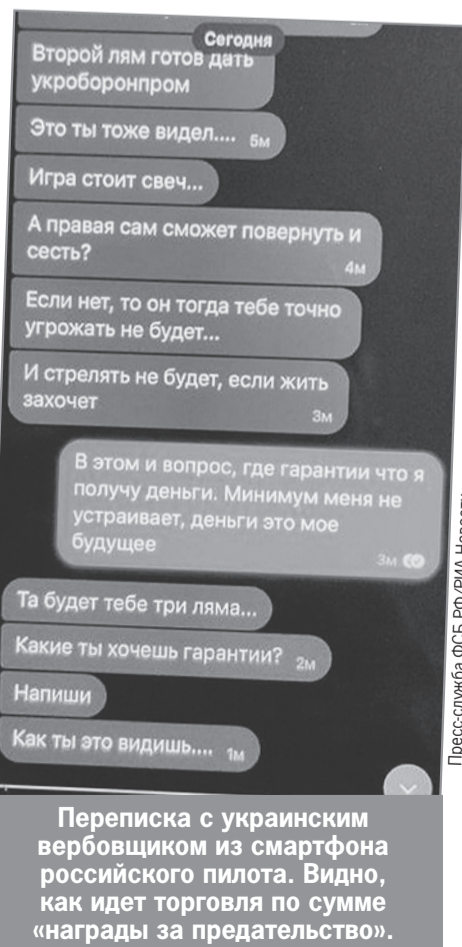 Сегодня
Второй лям готов дать
укроборонпром
Это ты тоже видел.... 5м
Игра стоит свеч...
А правая сам сможет повернуть и
сесть?
4м
Если нет, то он тогда тебе точно
угрожать не будет...
И стрелять не будет, если жить
захочет
3м
В этом и вопрос, где гарантии что я
получу деньги. Минимум меня не
устраивает, деньги это мое
будущее
3м
Та будет тебе три ляма...
Какие ты хочешь гарантии? 2м
Напиши
Как ты это видишь.... 1м
Пресс-служба ФСБ РФ/РИА Новости
Переписка с украинским
вербовщиком из смартфона
российского пилота. Видно,
как идет торговля по сумме
«награды за предательство».